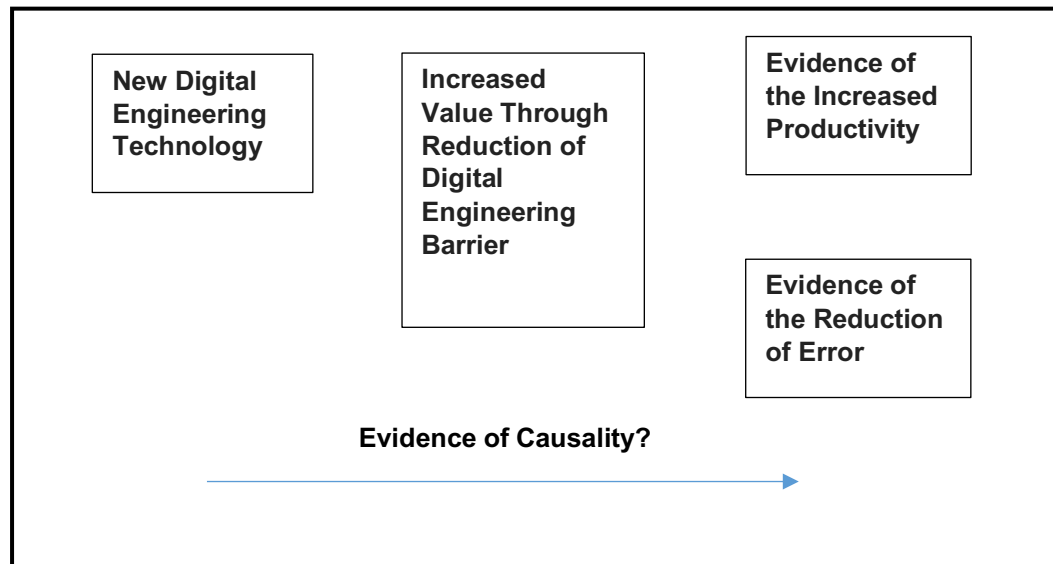 New Digital
Engineering
Technology
Increased
Value Through
Reduction of
Digital
Engineering
Barrier
Evidence of
the Increased
Productivity
Evidence of
the Reduction
of Error
Evidence of Causality?